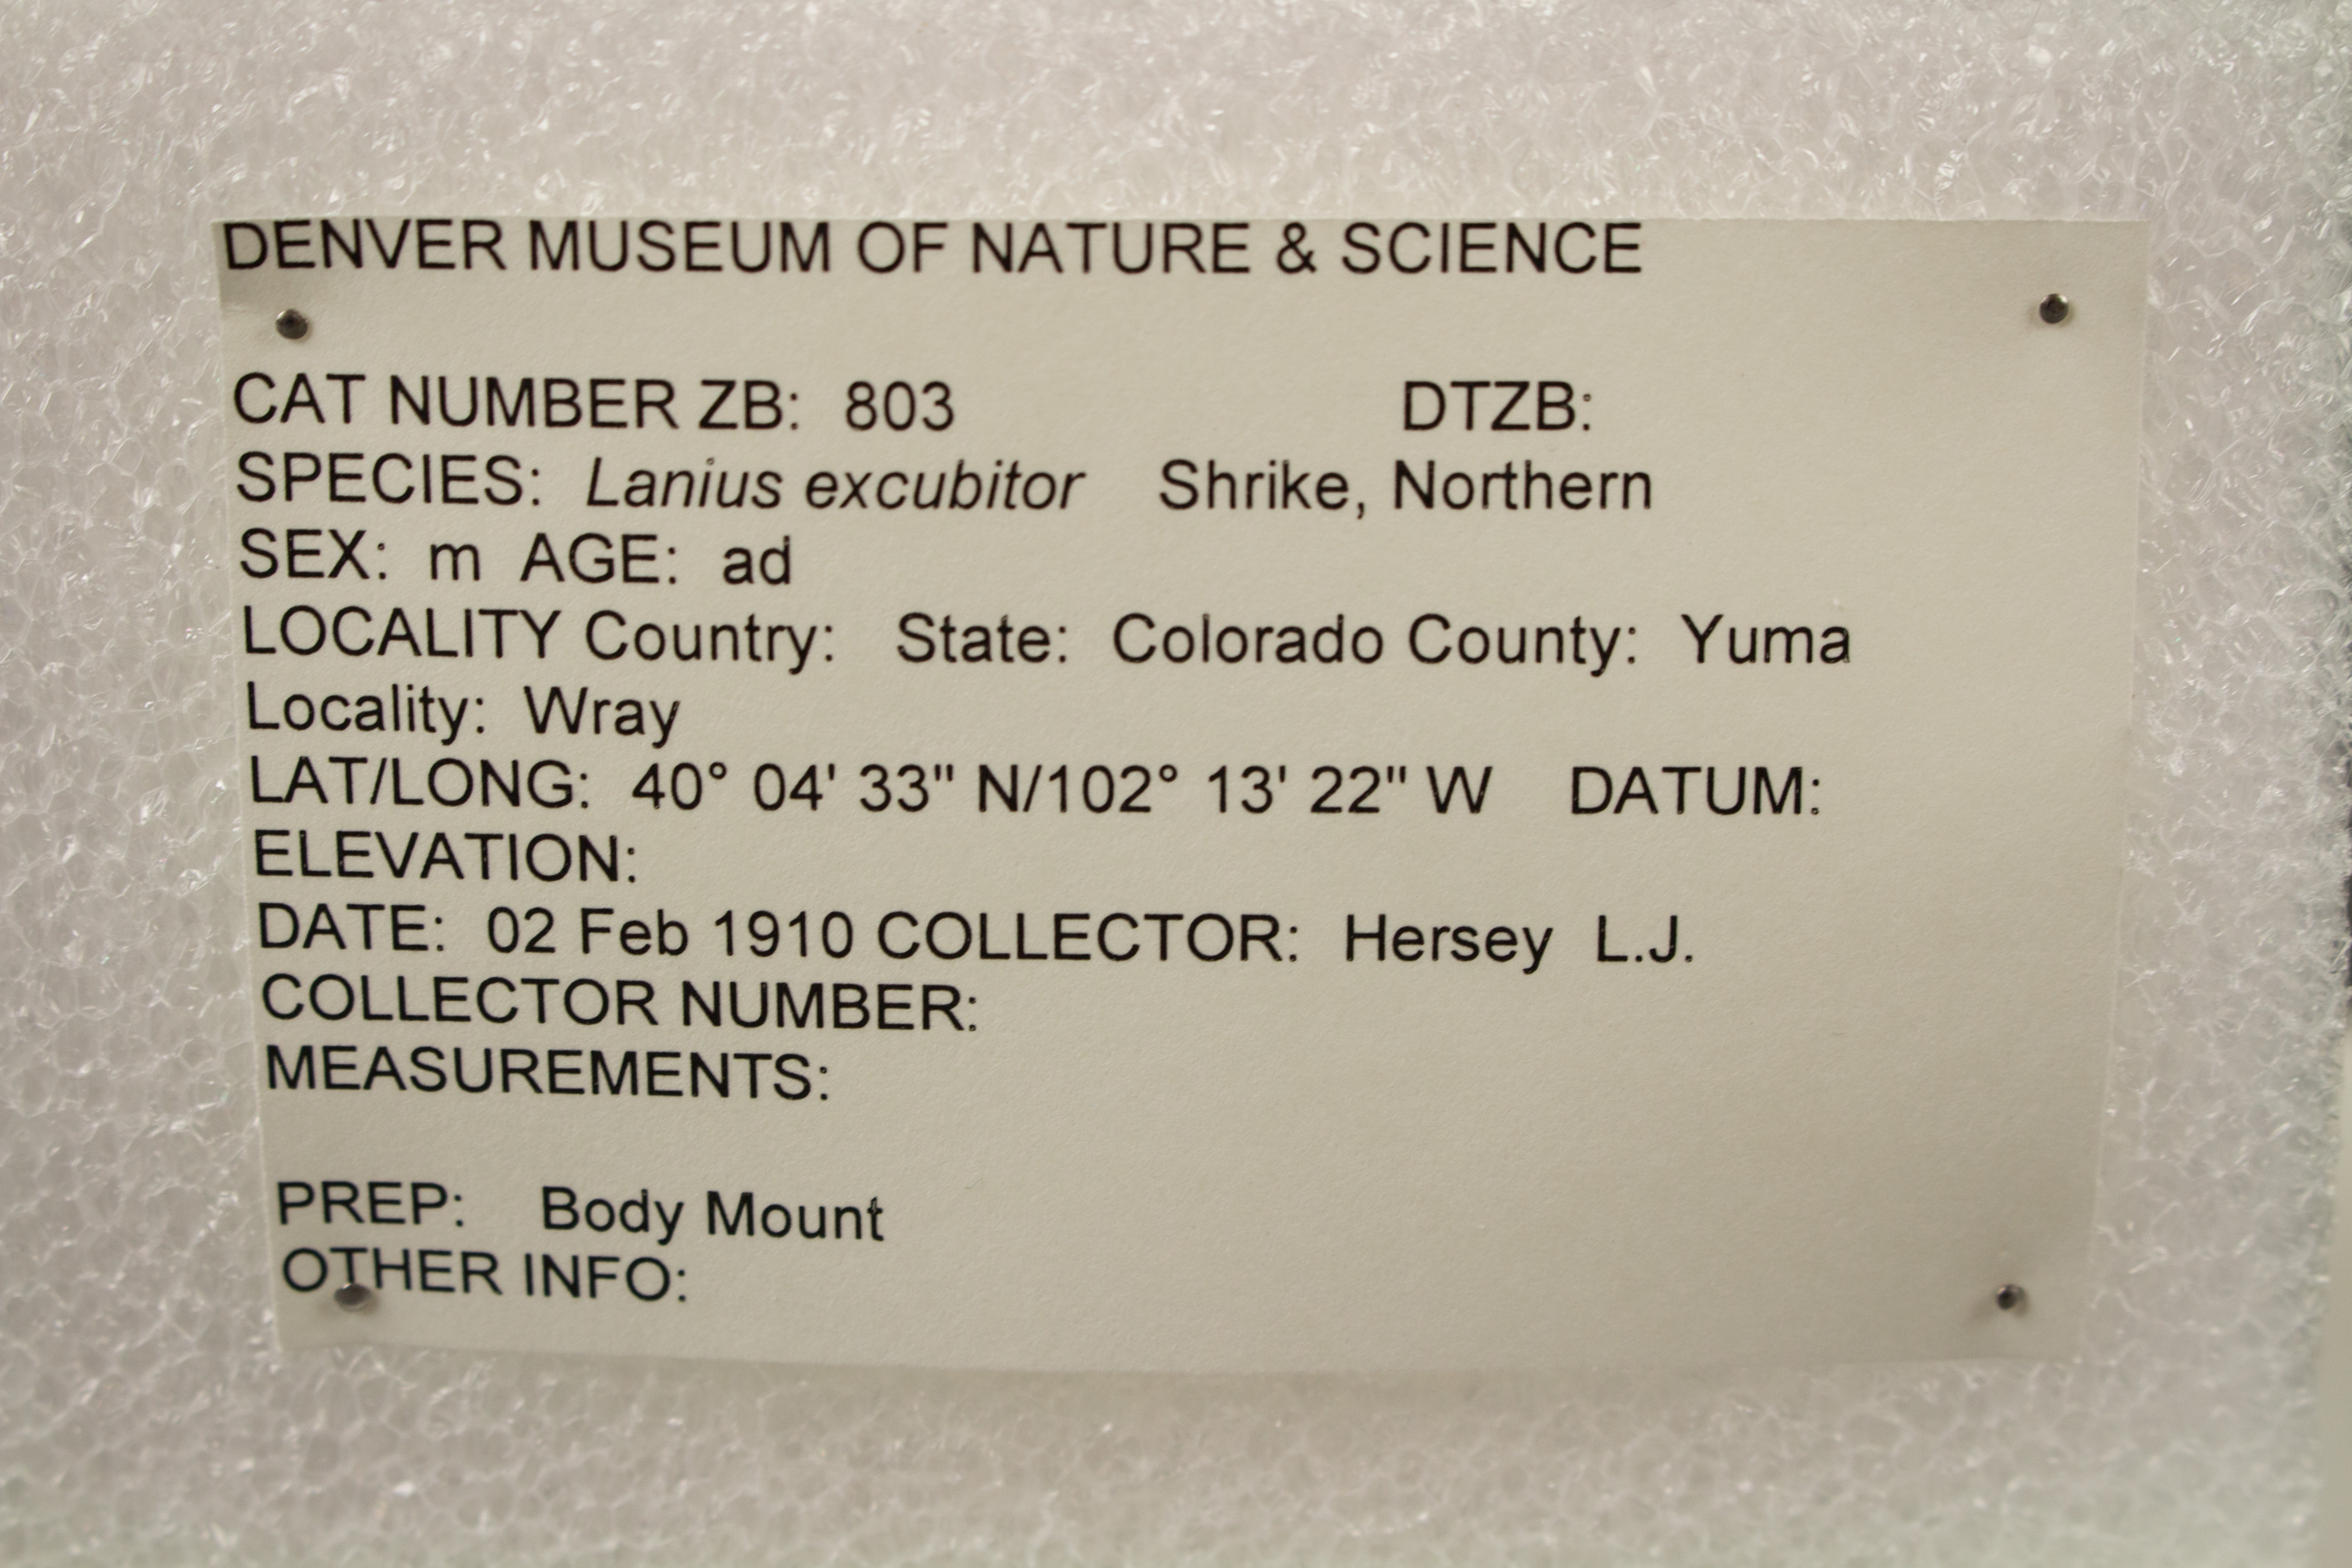 DENVER MUSEUM OF NATURE & SCIENCE
CAT NUMBER ZB: 803 DTZB:
SPECIES: Lanius excubitor Shrike, Northern
SEX: m AGE: ad
LOCALITY Country: State: Colorado County: Yuma
Locality: Wray
LAT/LONG: 40° 04' 33" N/102° 13' 22" W DATUM:
ELEVATION:
DATE: 02 Feb 1910 COLLECTOR: Hersey L.J.
COLLECTOR NUMBER:
MEASUREMENTS:
PREP: Body Mount
OTHER INFO: